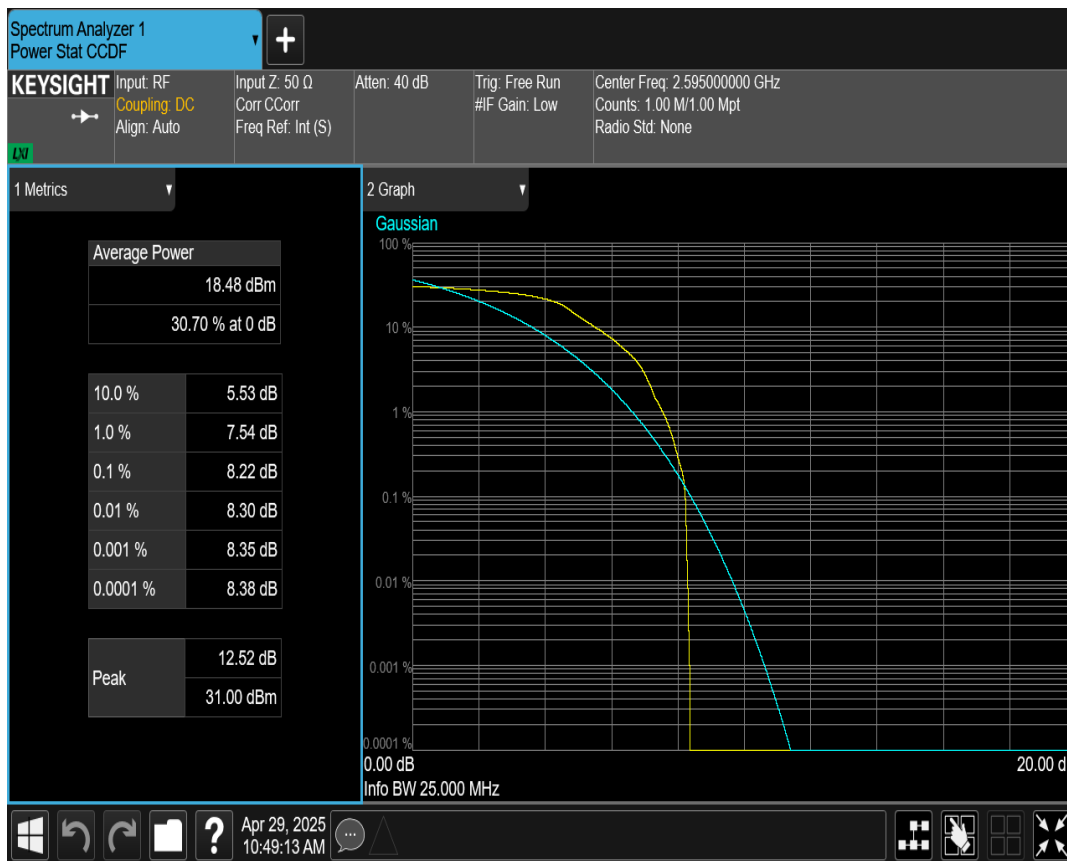 Spectrum Analyzer 1
Power Stat CCDF
KEYSIGHT
LXI
Input: RF
Coupling: DC
Align: Auto
Input Z: 50 Ω
Corr CCorr
Freq Ref: Int (S)
Atten: 40 dB
Trig: Free Run
#IF Gain: Low
Center Freq: 2.595000000 GHz
Counts: 1.00 M/1.00 Mpt
Radio Std: None
1 Metrics
Average Power
18.48 dBm
30.70 % at 0 dB
10.0 % 5.53 dB
1.0 % 7.54 dB
0.1 % 8.22 dB
0.01 % 8.30 dB
0.001 % 8.35 dB
0.0001 % 8.38 dB
Peak
12.52 dB
31.00 dBm
2 Graph
Gaussian
100 %
10 %
1 %
0.1 %
0.01 %
0.001 %
0.0001 %
0.00 dB 20.00 d
Info BW 25.000 MHz
?
Apr 29, 2025
10:49:13 AM